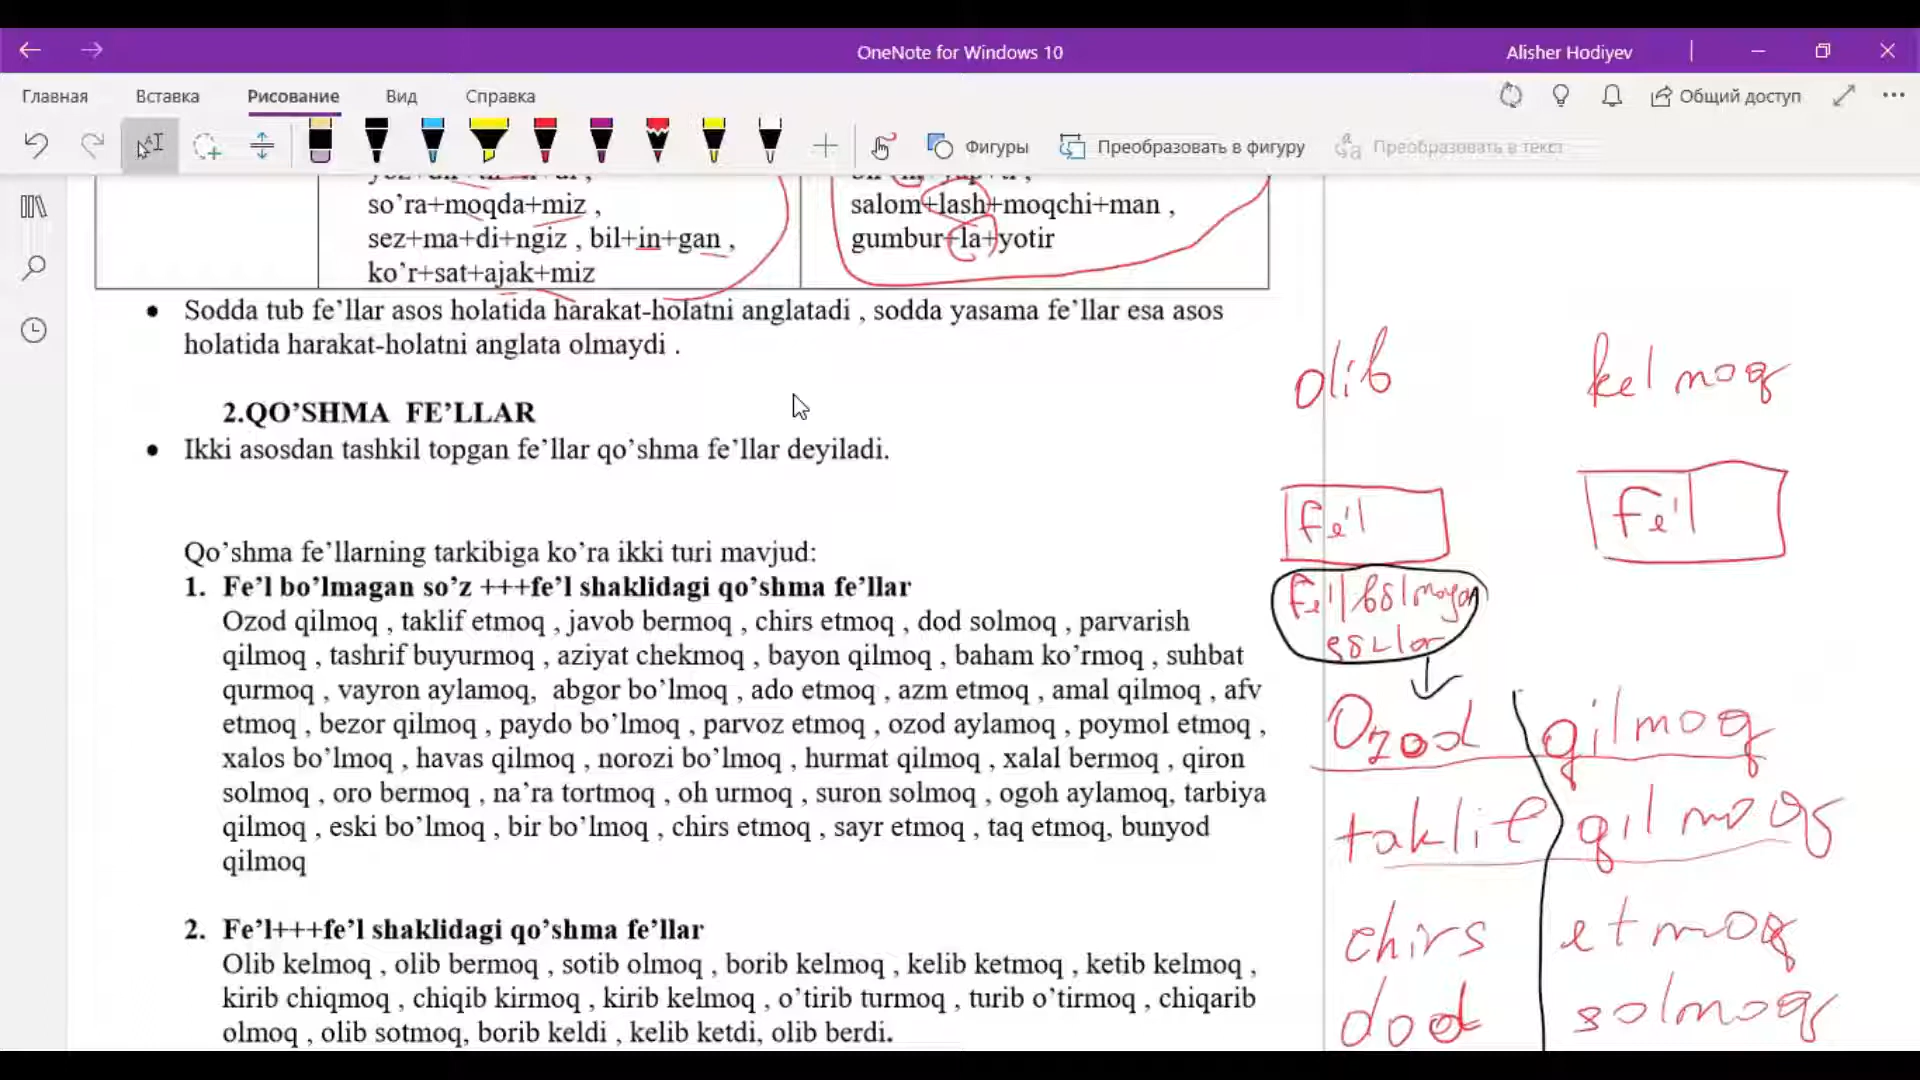 OneNote for Windows 10
Alisher Hodiyev
Главная Вставка Рисование Вид Справка
Общий доступ
Фигуры Преобразовать в фигуру Преобразовать в текст
so’ra+moqda+miz ,
sez+ma+di+ngiz , bil+in+gan ,
ko’r+sat+ajak+miz
salom+lash+moqchi+man ,
gumbur+la+yotir
Sodda tub fe’llar asos holatida harakat-holatni anglatadi , sodda yasama fe’llar esa asos
holatida harakat-holatni anglata olmaydi .
2.QO’SHMA FE’LLAR
Ikki asosdan tashkil topgan fe’llar qo’shma fe’llar deyiladi.
Qo’shma fe’llarning tarkibiga ko’ra ikki turi mavjud:
1. Fe’l bo’lmagan so’z +++fe’l shaklidagi qo’shma fe’llar
Ozod qilmoq , taklif etmoq , javob bermoq , chirs etmoq , dod solmoq , parvarish
qilmoq , tashrif buyurmoq , aziyat chekmoq , bayon qilmoq , baham ko’rmoq , suhbat
qurmoq , vayron aylamoq, abgor bo’lmoq , ado etmoq , azm etmoq , amal qilmoq , afv
etmoq , bezor qilmoq , paydo bo’lmoq , parvoz etmoq , ozod aylamoq , poymol etmoq ,
xalos bo’lmoq , havas qilmoq , norozi bo’lmoq , hurmat qilmoq , xalal bermoq , qiron
solmoq , oro bermoq , na’ra tortmoq , oh urmoq , suron solmoq , ogoh aylamoq, tarbiya
qilmoq , eski bo’lmoq , bir bo’lmoq , chirs etmoq , sayr etmoq , taq etmoq, bunyod
qilmoq
2. Fe’l+++fe’l shaklidagi qo’shma fe’llar
Olib kelmoq , olib bermoq , sotib olmoq , borib kelmoq , kelib ketmoq , ketib kelmoq ,
kirib chiqmoq , chiqib kirmoq , kirib kelmoq , o’tirib turmoq , turib o’tirmoq , chiqarib
olmoq , olib sotmoq, borib keldi , kelib ketdi, olib berdi.
olib kelmoq
Fe'l Fe'l
Fe'l
Ozod qilmoq
taklif qilmoq
chirs etmoq
dod solmoq